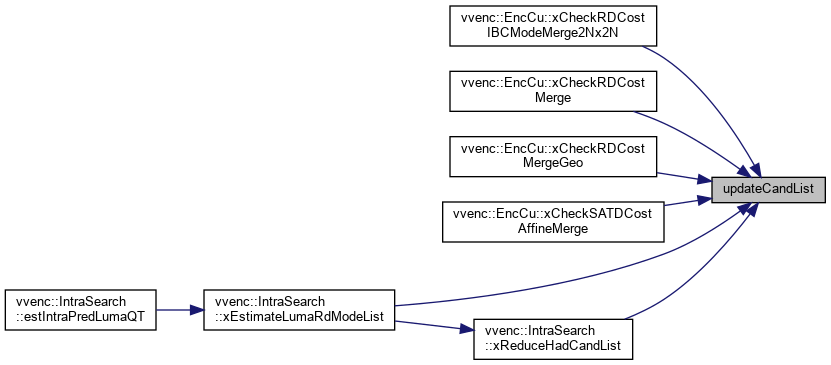 vvenc::EncCu::xCheckRDCost
IBCModeMerge2Nx2N
vvenc::EncCu::xCheckRDCost
Merge
vvenc::EncCu::xCheckRDCost
MergeGeo
updateCandList
vvenc::EncCu::xCheckSATDCost
AffineMerge
vvenc::IntraSearch
::estIntraPredLumaQT
vvenc::IntraSearch
::xEstimateLumaRdModeList
vvenc::IntraSearch
::xReduceHadCandList